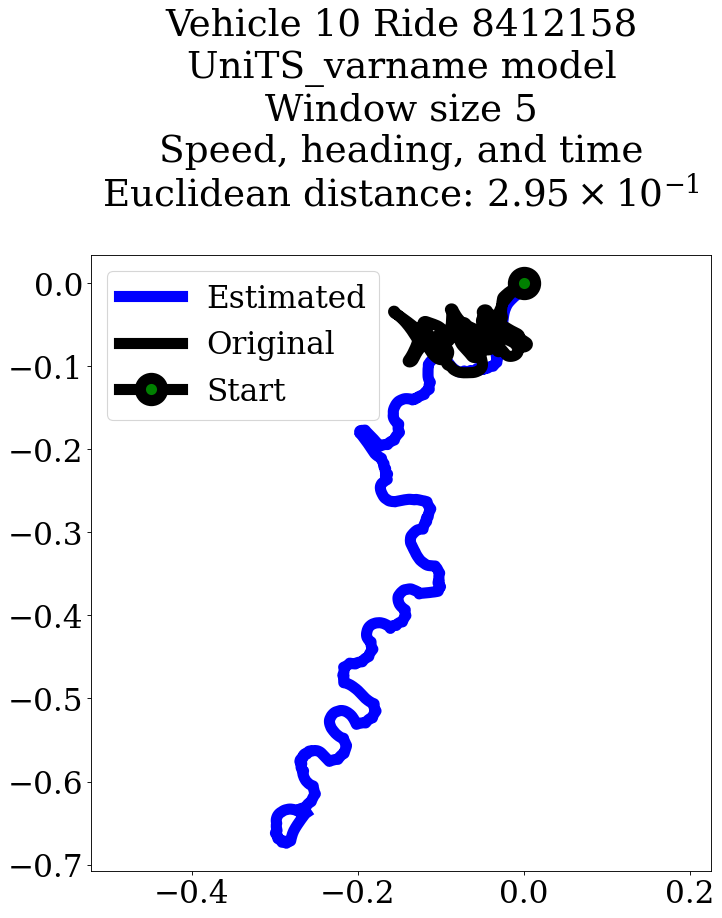 Vehicle 10 Ride 8412158
UniTS_varname model
Window size 5
Speed, heading, and time
Euclidean distance: 2.95 × 10⁻¹
Estimated
Original
Start
0.0
−0.1
−0.2
−0.3
−0.4
−0.5
−0.6
−0.7
−0.4 −0.2 0.0 0.2